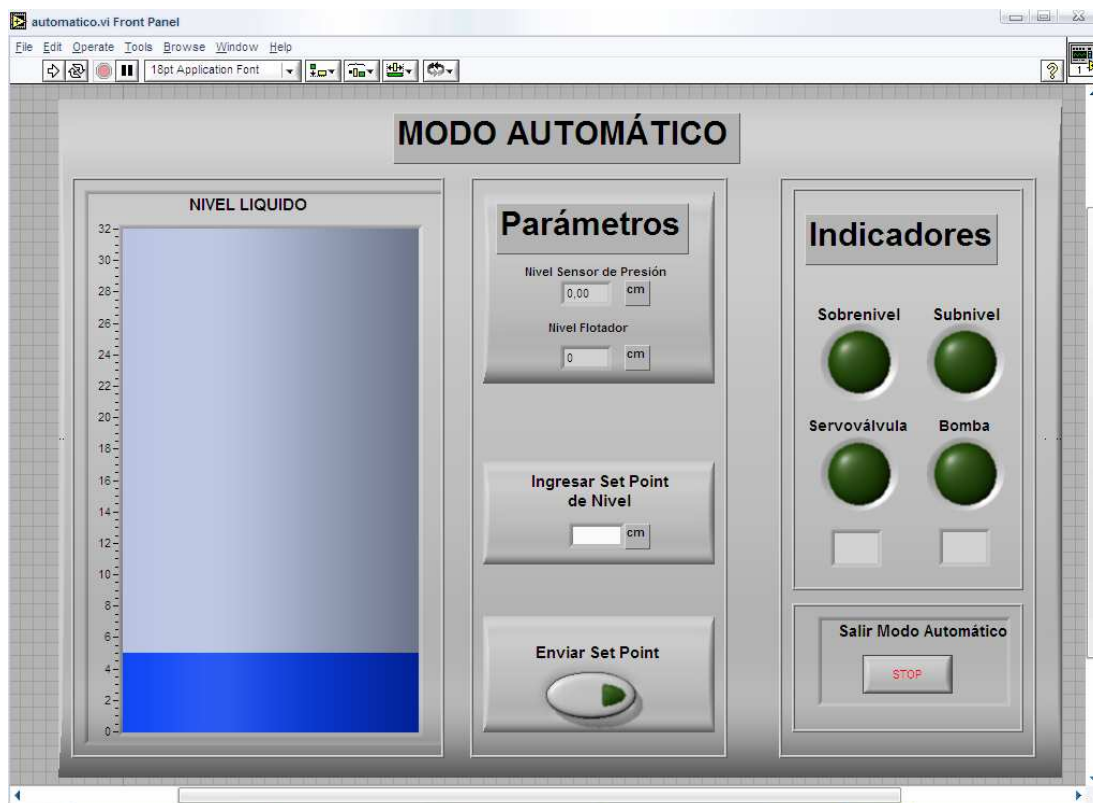 automatico.vi Front Panel
File Edit Operate Tools Browse Window Help
18pt Application Font
?
1
MODO AUTOMÁTICO
NIVEL LIQUIDO
32
30
28
26
24
22
20
18
16
14
12
10
8
6
4
2
0
Parámetros
Nivel Sensor de Presión
0,00 cm
Nivel Flotador
0 cm
Ingresar Set Point
de Nivel
cm
Enviar Set Point
Indicadores
Sobrenivel Subnivel
Servoválvula Bomba
Salir Modo Automático
STOP